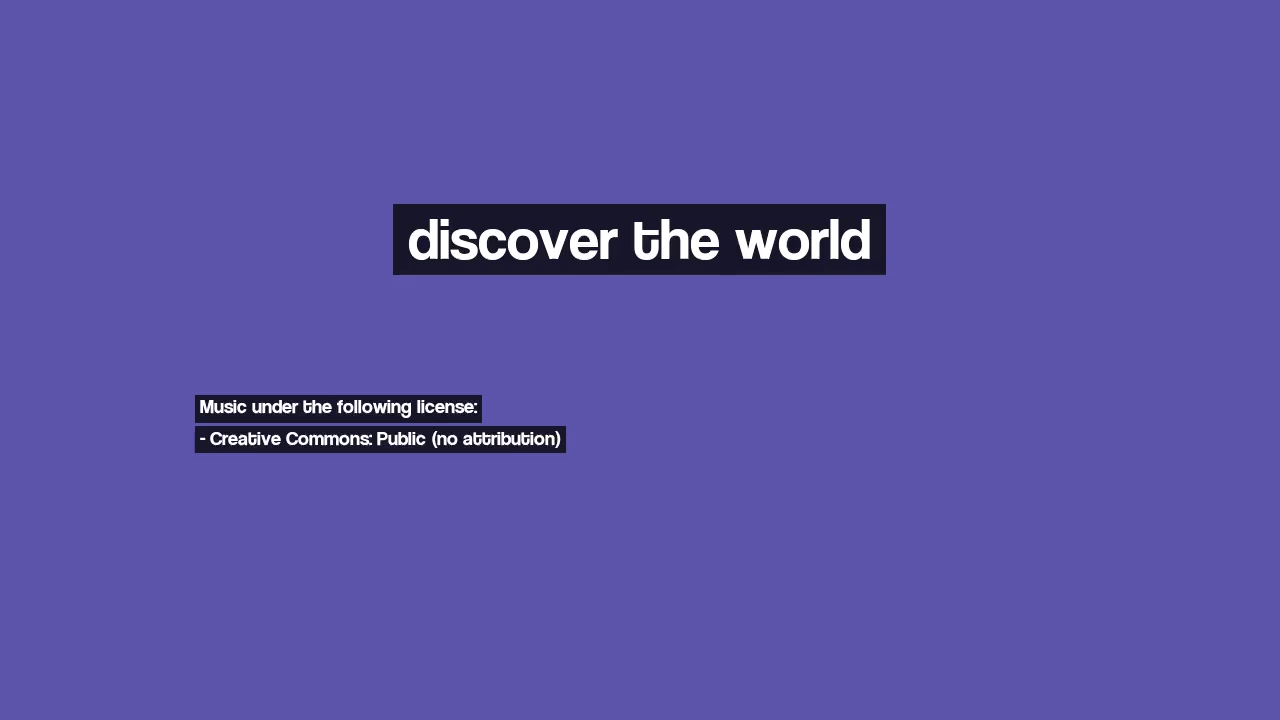 discover the world
Music under the following license:
- Creative Commons: Public (no attribution)